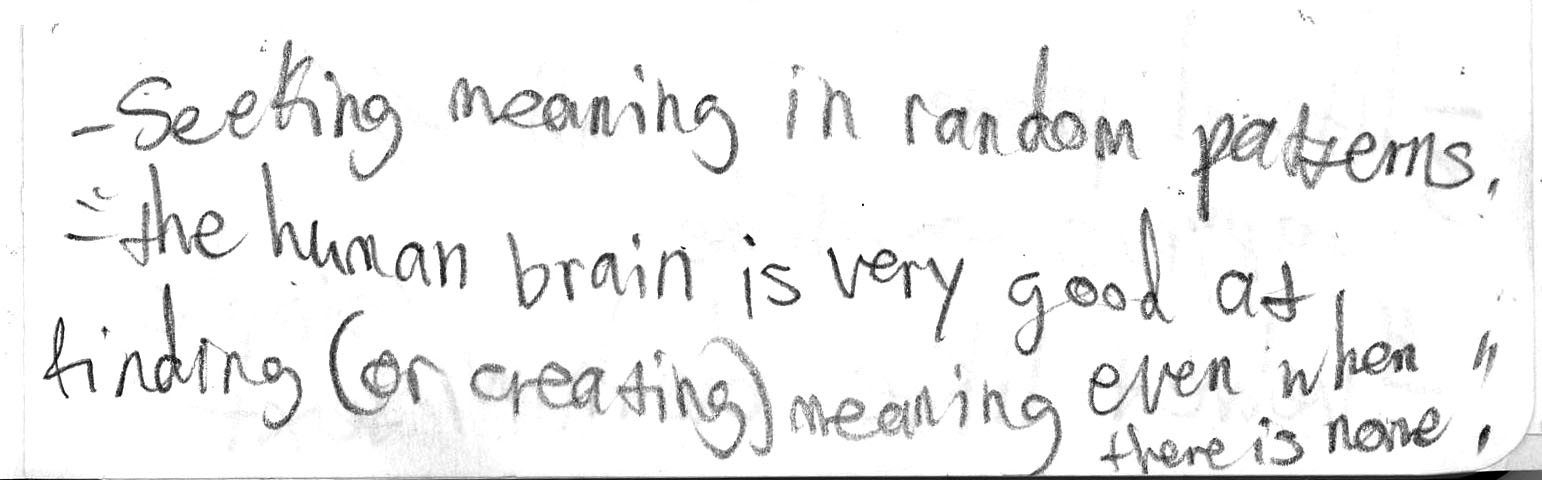 - Seeking meaning in random patterns.
- "the human brain is very good at
finding (or creating) meaning even when
there is none."